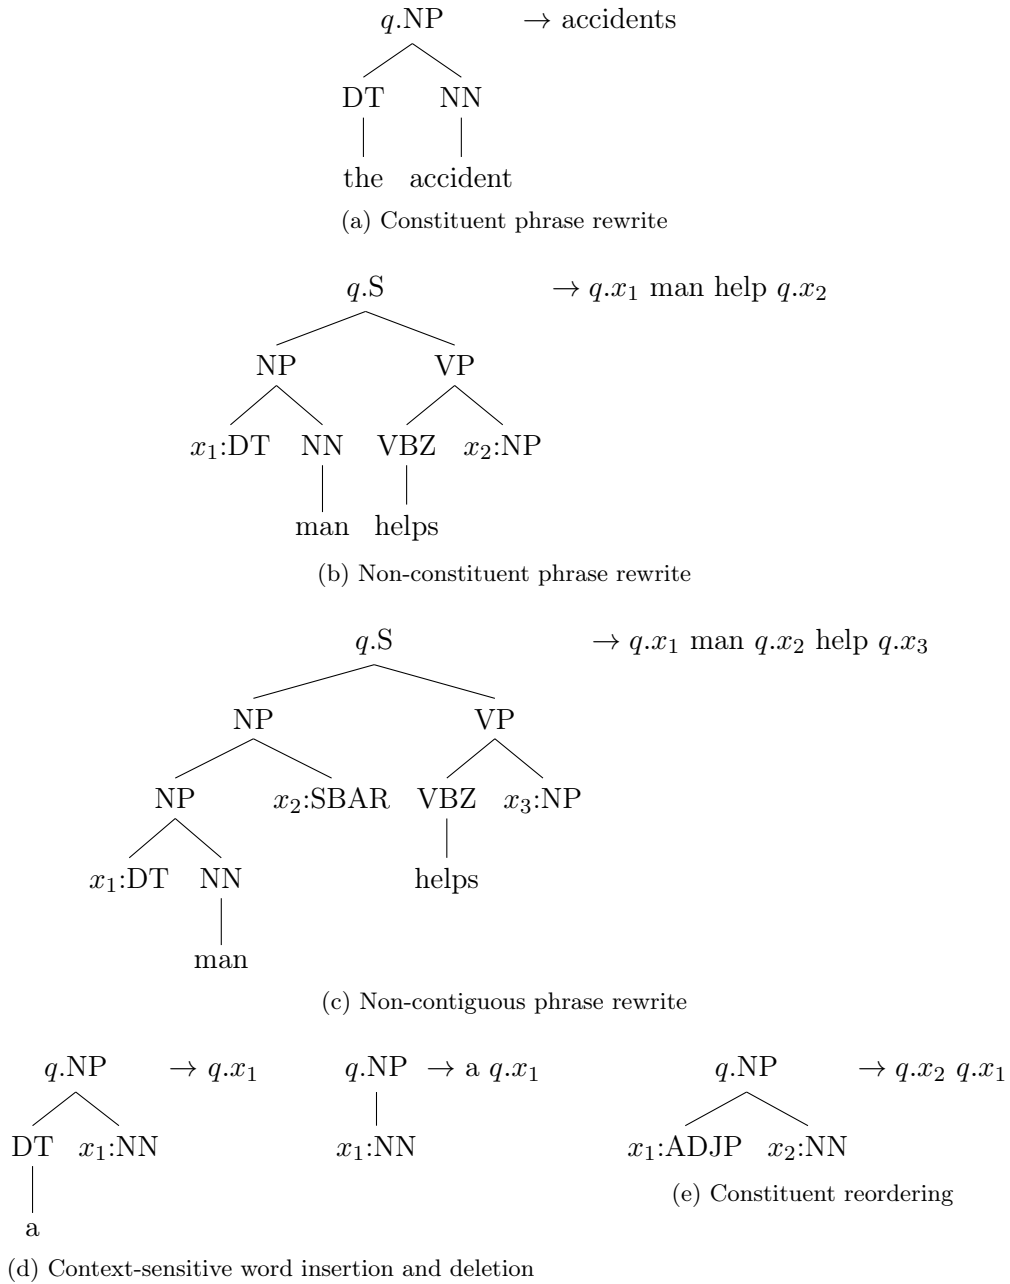 q.NP → accidents
DT NN
the accident
(a) Constituent phrase rewrite
q.S → q.x₁ man help q.x₂
NP VP
x₁:DT NN VBZ x₂:NP
man helps
(b) Non-constituent phrase rewrite
q.S → q.x₁ man q.x₂ help q.x₃
NP VP
NP x₂:SBAR VBZ x₃:NP
x₁:DT NN helps
man
(c) Non-contiguous phrase rewrite
q.NP → q.x₁ q.NP → a q.x₁ q.NP → q.x₂ q.x₁
DT x₁:NN x₁:NN x₁:ADJP x₂:NN
(e) Constituent reordering
a
(d) Context-sensitive word insertion and deletion